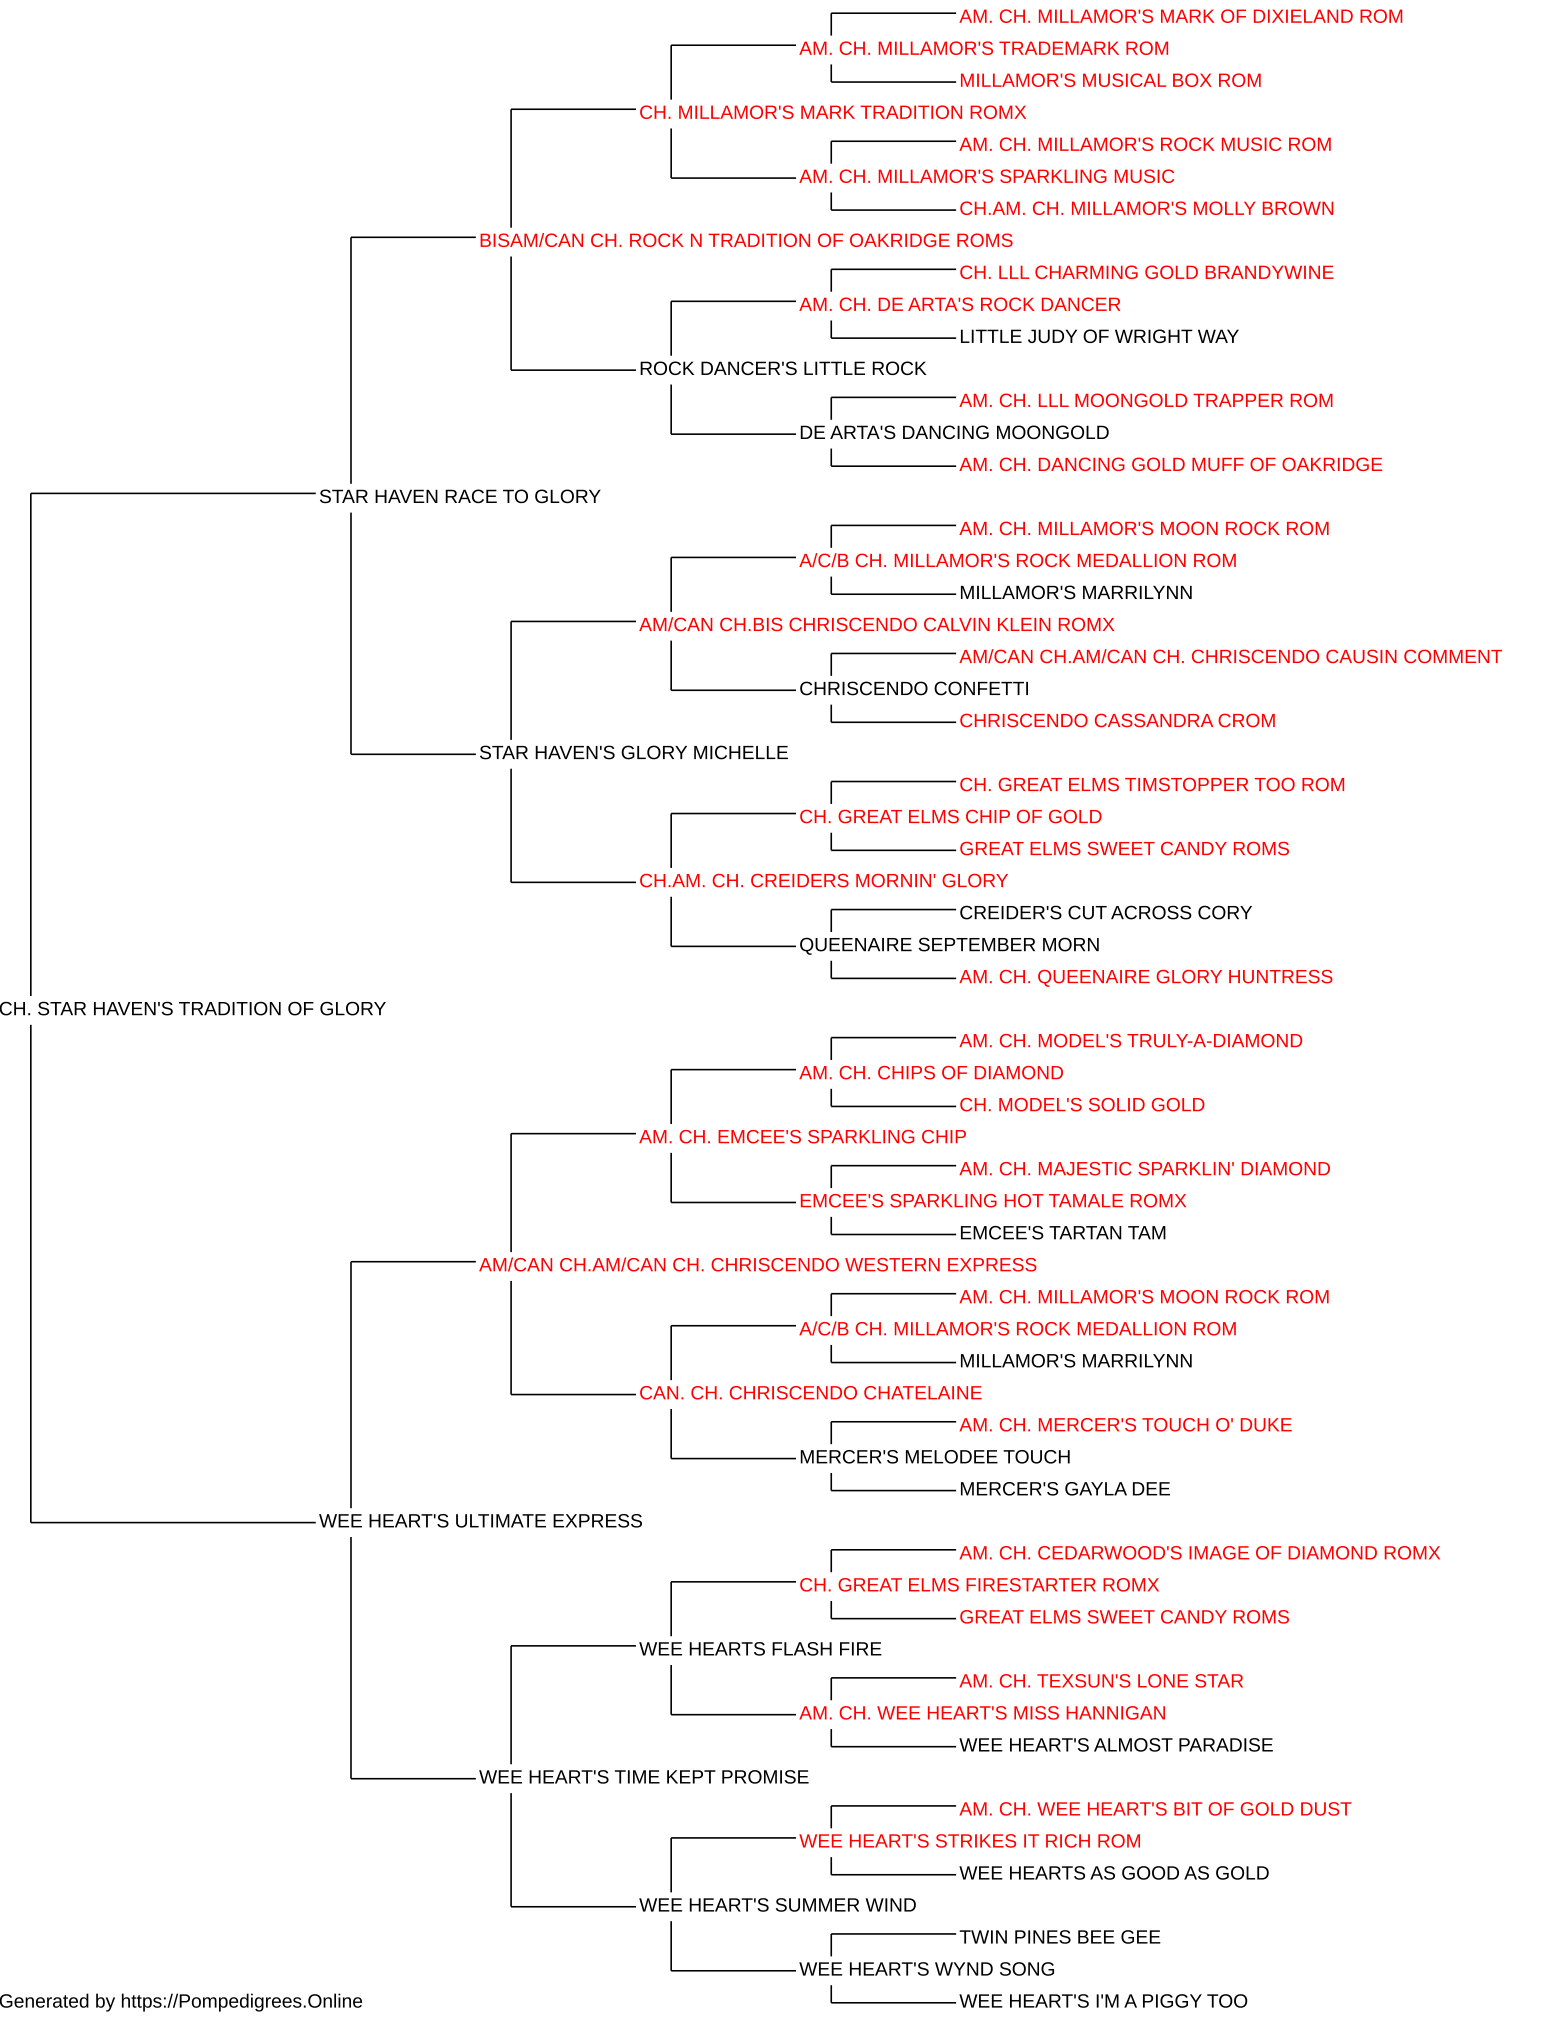 AM. CH. MILLAMOR'S MARK OF DIXIELAND ROM
AM. CH. MILLAMOR'S TRADEMARK ROM
MILLAMOR'S MUSICAL BOX ROM
CH. MILLAMOR'S MARK TRADITION ROMX
AM. CH. MILLAMOR'S ROCK MUSIC ROM
AM. CH. MILLAMOR'S SPARKLING MUSIC
CH.AM. CH. MILLAMOR'S MOLLY BROWN
BISAM/CAN CH. ROCK N TRADITION OF OAKRIDGE ROMS
CH. LLL CHARMING GOLD BRANDYWINE
AM. CH. DE ARTA'S ROCK DANCER
LITTLE JUDY OF WRIGHT WAY
ROCK DANCER'S LITTLE ROCK
AM. CH. LLL MOONGOLD TRAPPER ROM
DE ARTA'S DANCING MOONGOLD
AM. CH. DANCING GOLD MUFF OF OAKRIDGE
STAR HAVEN RACE TO GLORY
AM. CH. MILLAMOR'S MOON ROCK ROM
A/C/B CH. MILLAMOR'S ROCK MEDALLION ROM
MILLAMOR'S MARRILYNN
AM/CAN CH.BIS CHRISCENDO CALVIN KLEIN ROMX
AM/CAN CH.AM/CAN CH. CHRISCENDO CAUSIN COMMENT
CHRISCENDO CONFETTI
CHRISCENDO CASSANDRA CROM
STAR HAVEN'S GLORY MICHELLE
CH. GREAT ELMS TIMSTOPPER TOO ROM
CH. GREAT ELMS CHIP OF GOLD
GREAT ELMS SWEET CANDY ROMS
CH.AM. CH. CREIDERS MORNIN' GLORY
CREIDER'S CUT ACROSS CORY
QUEENAIRE SEPTEMBER MORN
AM. CH. QUEENAIRE GLORY HUNTRESS
CH. STAR HAVEN'S TRADITION OF GLORY
AM. CH. MODEL'S TRULY-A-DIAMOND
AM. CH. CHIPS OF DIAMOND
CH. MODEL'S SOLID GOLD
AM. CH. EMCEE'S SPARKLING CHIP
AM. CH. MAJESTIC SPARKLIN' DIAMOND
EMCEE'S SPARKLING HOT TAMALE ROMX
EMCEE'S TARTAN TAM
AM/CAN CH.AM/CAN CH. CHRISCENDO WESTERN EXPRESS
AM. CH. MILLAMOR'S MOON ROCK ROM
A/C/B CH. MILLAMOR'S ROCK MEDALLION ROM
MILLAMOR'S MARRILYNN
CAN. CH. CHRISCENDO CHATELAINE
AM. CH. MERCER'S TOUCH O' DUKE
MERCER'S MELODEE TOUCH
MERCER'S GAYLA DEE
WEE HEART'S ULTIMATE EXPRESS
AM. CH. CEDARWOOD'S IMAGE OF DIAMOND ROMX
CH. GREAT ELMS FIRESTARTER ROMX
GREAT ELMS SWEET CANDY ROMS
WEE HEARTS FLASH FIRE
AM. CH. TEXSUN'S LONE STAR
AM. CH. WEE HEART'S MISS HANNIGAN
WEE HEART'S ALMOST PARADISE
WEE HEART'S TIME KEPT PROMISE
AM. CH. WEE HEART'S BIT OF GOLD DUST
WEE HEART'S STRIKES IT RICH ROM
WEE HEARTS AS GOOD AS GOLD
WEE HEART'S SUMMER WIND
TWIN PINES BEE GEE
WEE HEART'S WYND SONG
WEE HEART'S I'M A PIGGY TOO
Generated by https://Pompedigrees.Online